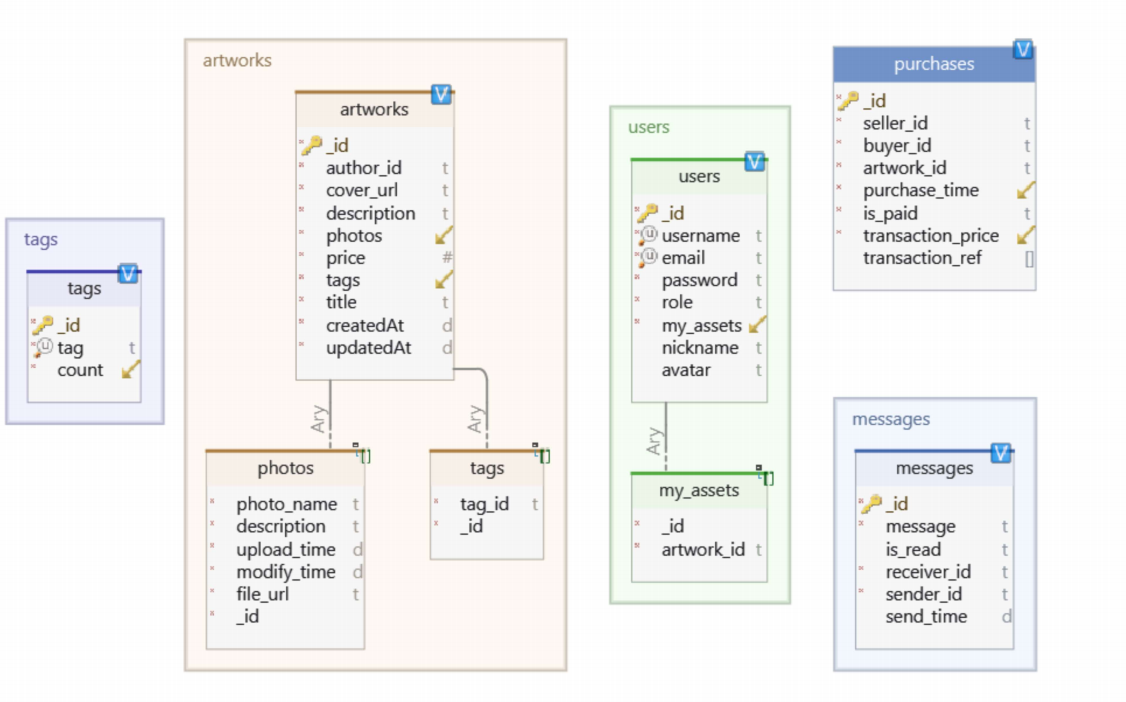 tags
tags
_id
tag t
count
artworks
artworks
_id
author_id t
cover_url t
description t
photos
price #
tags
title t
createdAt d
updatedAt d
Ary
Ary
photos
photo_name t
description t
upload_time d
modify_time d
file_url t
_id
tags
tag_id t
_id
users
users
_id
username t
email t
password t
role t
my_assets
nickname t
avatar t
Ary
my_assets
_id
artwork_id t
purchases
_id
seller_id t
buyer_id t
artwork_id t
purchase_time
is_paid t
transaction_price
transaction_ref []
messages
messages
_id
message t
is_read t
receiver_id t
sender_id t
send_time d